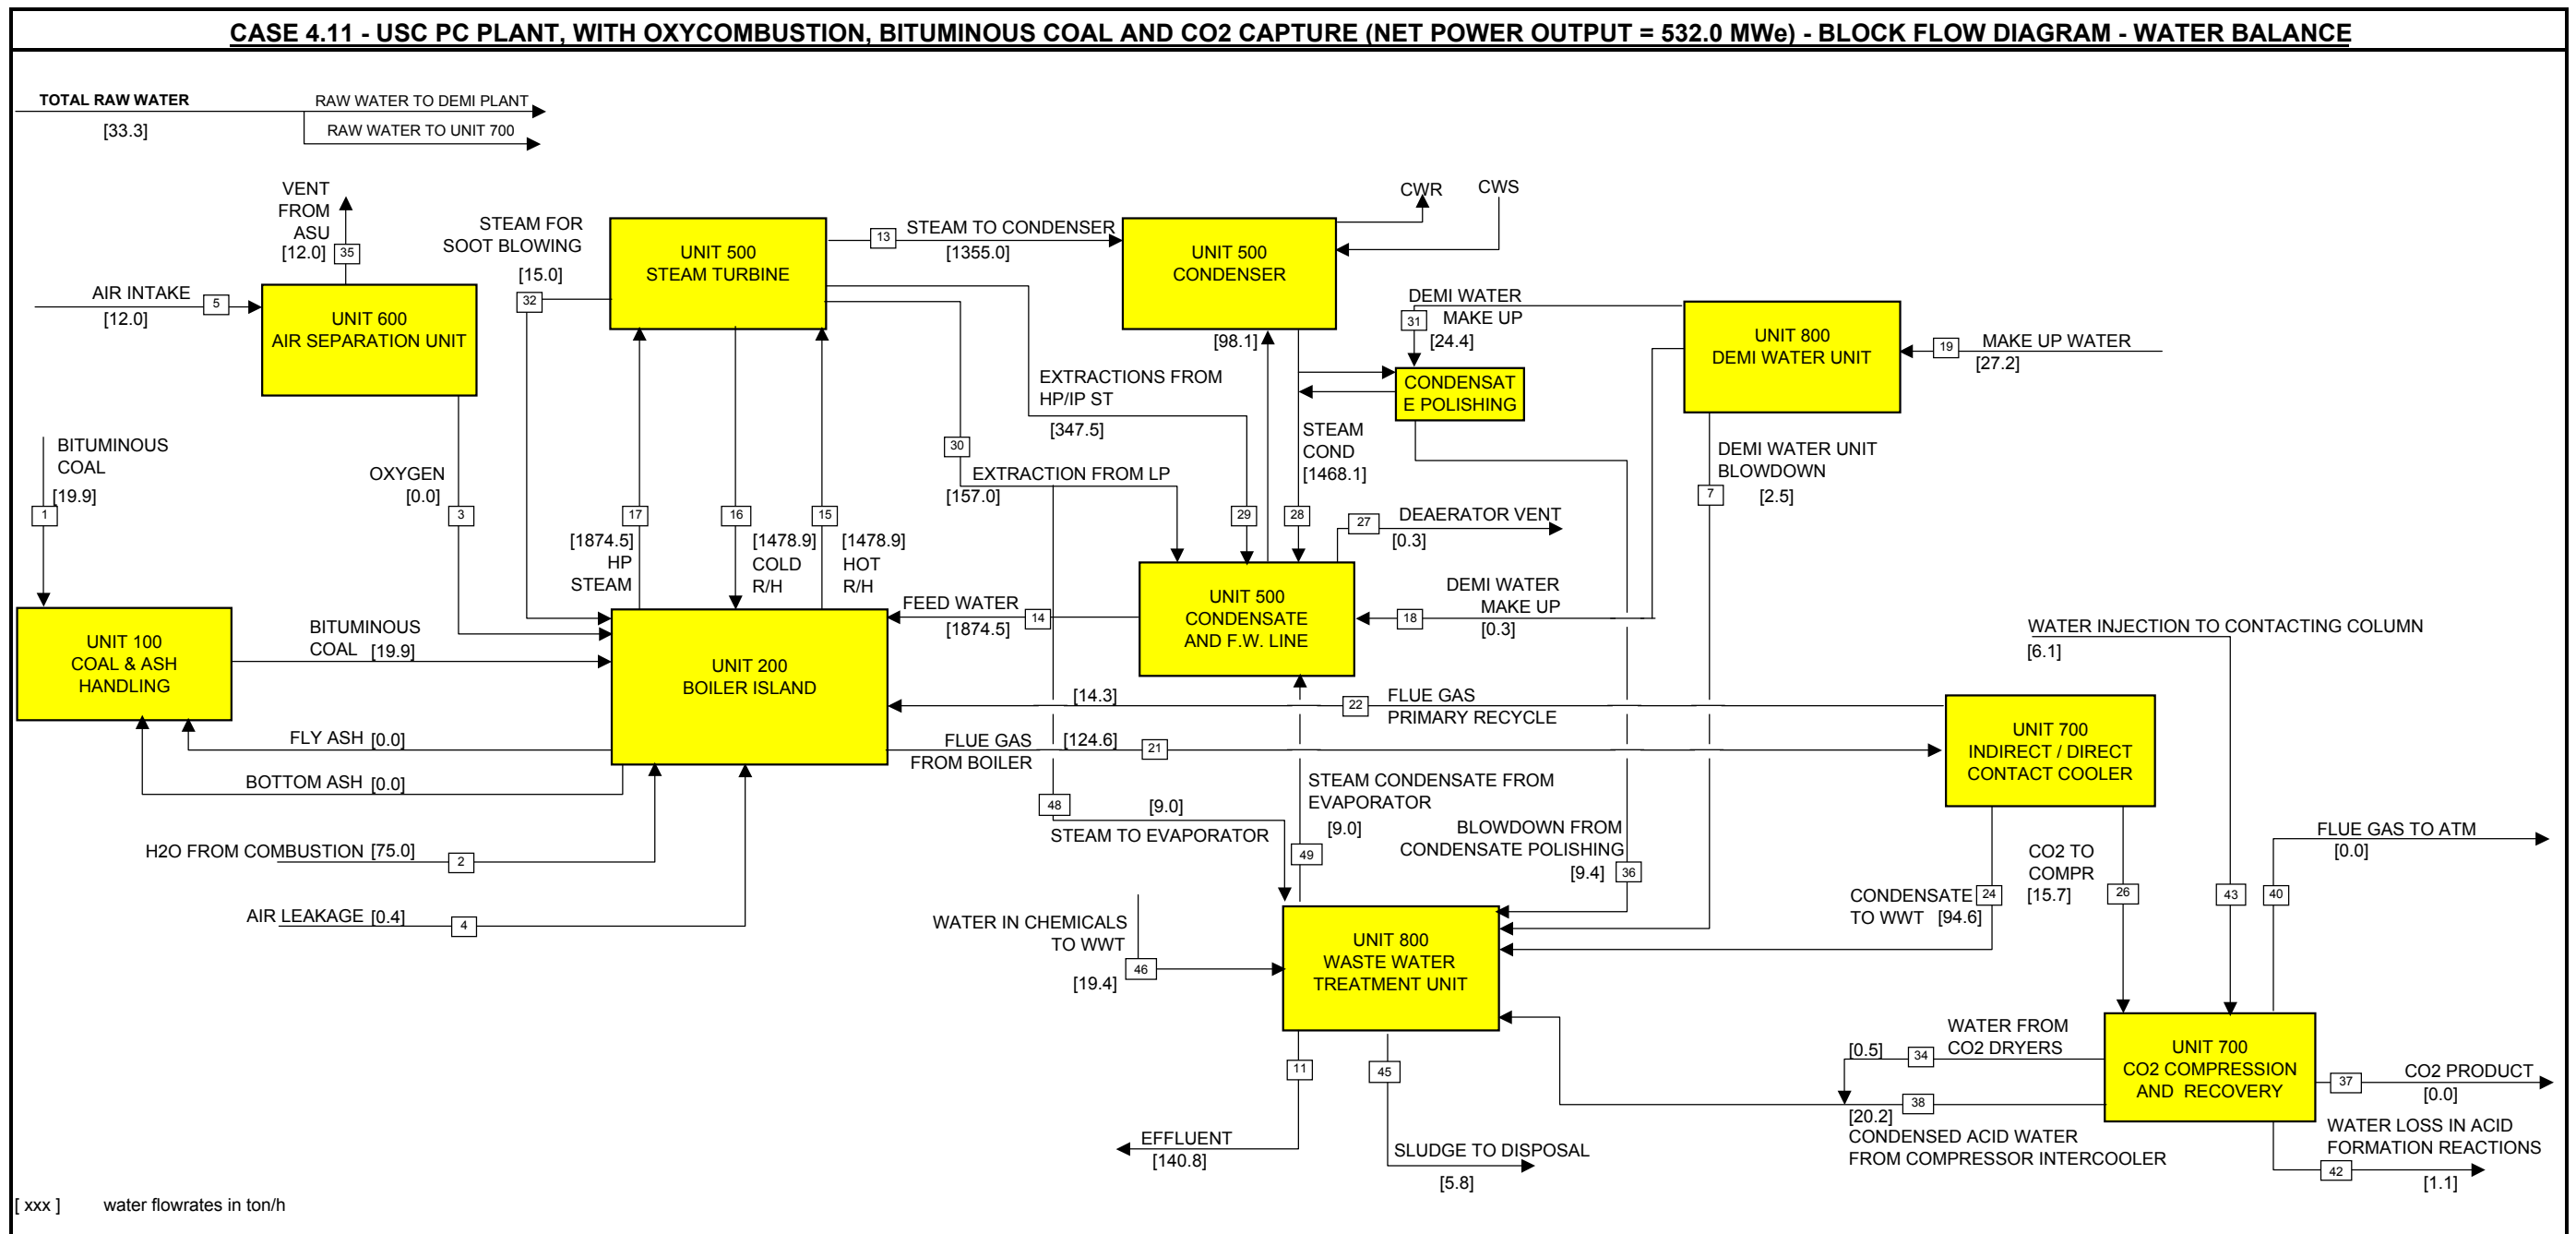 CASE 4.11 - USC PC PLANT, WITH OXYCOMBUSTION, BITUMINOUS COAL AND CO2 CAPTURE (NET POWER OUTPUT = 532.0 MWe) - BLOCK FLOW DIAGRAM - WATER BALANCE
TOTAL RAW WATER
[33.3]
RAW WATER TO DEMI PLANT
RAW WATER TO UNIT 700
VENT
FROM
ASU
[12.0]
35
AIR INTAKE
5
[12.0]
UNIT 600
AIR SEPARATION UNIT
STEAM FOR
SOOT BLOWING
[15.0]
32
UNIT 500
STEAM TURBINE
13
STEAM TO CONDENSER
[1355.0]
UNIT 500
CONDENSER
CWR
CWS
DEMI WATER
MAKE UP
31
[24.4]
[98.1]
CONDENSAT
E POLISHING
UNIT 800
DEMI WATER UNIT
19
MAKE UP WATER
[27.2]
EXTRACTIONS FROM
HP/IP ST
[347.5]
30
EXTRACTION FROM LP
[157.0]
STEAM
COND
[1468.1]
DEMI WATER UNIT
BLOWDOWN
7
[2.5]
BITUMINOUS
COAL
[19.9]
1
OXYGEN
[0.0]
3
17
[1874.5]
HP
STEAM
16
[1478.9]
COLD
R/H
15
[1478.9]
HOT
R/H
29
28
27
DEAERATOR VENT
[0.3]
UNIT 100
COAL & ASH
HANDLING
BITUMINOUS
COAL
[19.9]
UNIT 200
BOILER ISLAND
FEED WATER
[1874.5]
14
UNIT 500
CONDENSATE
AND F.W. LINE
DEMI WATER
MAKE UP
18
[0.3]
WATER INJECTION TO CONTACTING COLUMN
[6.1]
[14.3]
22
FLUE GAS
PRIMARY RECYCLE
FLY ASH [0.0]
FLUE GAS
FROM BOILER
[124.6]
21
UNIT 700
INDIRECT / DIRECT
CONTACT COOLER
BOTTOM ASH [0.0]
48
[9.0]
STEAM TO EVAPORATOR
STEAM CONDENSATE FROM
EVAPORATOR
[9.0]
49
BLOWDOWN FROM
CONDENSATE POLISHING
[9.4]
36
H2O FROM COMBUSTION [75.0]
2
AIR LEAKAGE [0.4]
4
CONDENSATE
TO WWT
[94.6]
24
CO2 TO
COMPR
[15.7]
26
43
40
FLUE GAS TO ATM
[0.0]
WATER IN CHEMICALS
TO WWT
46
[19.4]
UNIT 800
WASTE WATER
TREATMENT UNIT
WATER FROM
CO2 DRYERS
[0.5]
34
38
[20.2]
CONDENSED ACID WATER
FROM COMPRESSOR INTERCOOLER
UNIT 700
CO2 COMPRESSION
AND RECOVERY
37
CO2 PRODUCT
[0.0]
WATER LOSS IN ACID
FORMATION REACTIONS
42
[1.1]
11
45
EFFLUENT
[140.8]
SLUDGE TO DISPOSAL
[5.8]
[ xxx ] water flowrates in ton/h